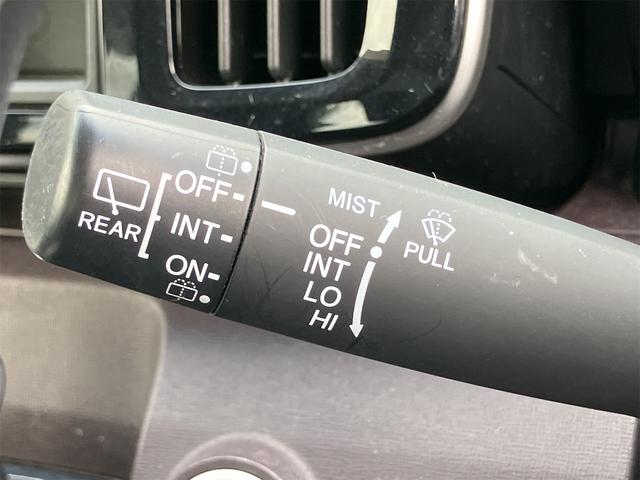 REAR
OFF
INT
ON
MIST
OFF
INT
LO
HI
PULL